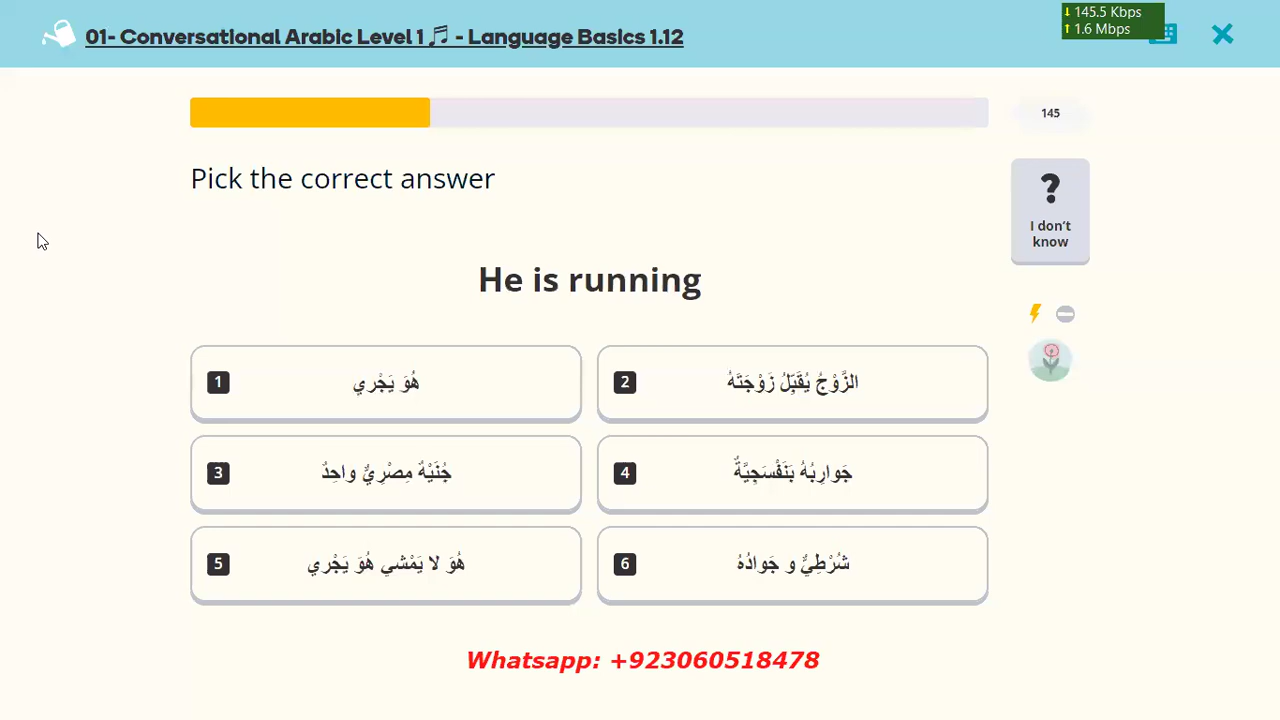 01- Conversational Arabic Level 1 🎵 - Language Basics 1.12
↓ 145.5 Kbps
↑ 1.6 Mbps
145
Pick the correct answer
?
I don't
know
He is running
1 هُوَ يَجْري
2 الزَّوْجُ يُقَبِّلُ زَوْجَتَهُ
3 جُنَيْهٌ مِصْرِيٌّ واحِدٌ
4 جَوارِبُهُ بَنَفْسَجِيَّةٌ
5 هُوَ لا يَمْشي هُوَ يَجْري
6 شُرْطِيٌّ و جَوادُهُ
Whatsapp: +923060518478